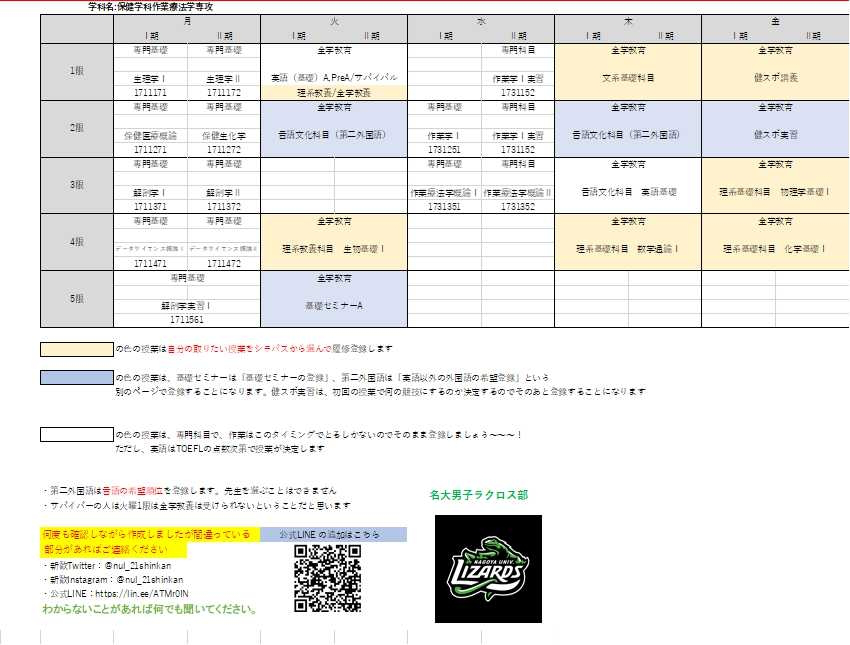 学科名:保健学科作業療法学専攻
月 火 水 木 金
Ⅰ期 Ⅱ期 Ⅰ期 Ⅱ期 Ⅰ期 Ⅱ期 Ⅰ期 Ⅱ期 Ⅰ期 Ⅱ期
1限
専門基礎 専門基礎 全学教育 専門科目 全学教育 全学教育
生理学Ⅰ 生理学Ⅱ 英語（基礎）A,PreA/サバイバル 作業学Ⅰ実習 文系基礎科目 健スポ講義
1711171 1711172 理系教養/全学教養 1731152
2限
専門基礎 専門基礎 全学教育 専門基礎 専門科目 全学教育 全学教育
保健医療概論 保健生化学 言語文化科目（第二外国語） 作業学Ⅰ 作業学Ⅰ実習 言語文化科目（第二外国語） 健スポ実習
1711271 1711272 1731251 1731152
3限
専門基礎 専門基礎 専門基礎 専門科目 全学教育 全学教育
解剖学Ⅰ 解剖学Ⅱ 作業療法学概論Ⅰ 作業療法学概論Ⅱ 言語文化科目 英語基礎 理系基礎科目 物理学基礎Ⅰ
1711371 1711372 1731351 1731352
4限
専門基礎 専門基礎 全学教育 全学教育 全学教育
理系教養科目 生物基礎Ⅰ 理系基礎科目 数学通論Ⅰ 理系基礎科目 化学基礎Ⅰ
1711471 1711472
5限
専門基礎 全学教育
解剖学実習Ⅰ 基礎セミナーA
1711561
の色の授業は自分の取りたい授業をシラバスから選んで履修登録します
の色の授業は、基礎セミナーは「基礎セミナーの登録」、第二外国語は「英語以外の外国語の希望登録」という
別のページで登録することになります。健スポ実習は、初回の授業で何の競技にするのか決定するのでそのあと登録することになります
の色の授業は、専門科目で、作業はこのタイミングでとるしかないのでそのまま登録しましょう～～～！
ただし、英語はTOEFLの点数次第で授業が決定します
・第二外国語は言語の希望順位を登録します。先生を選ぶことはできません
・サバイバーの人は火曜1限は全学教養は受けられないということだと思います
名大男子ラクロス部
何度も確認しながら作成しましたが間違っている
部分があればご連絡ください
公式LINE の追加はこちら
・新歓Twitter：@nul_21shinkan
・新歓Instagram：@nul_21shinkan
・公式LINE：https://lin.ee/ATMr0IN
わからないことがあれば何でも聞いてください。
NAGOYA UNIV.
LIZARDS